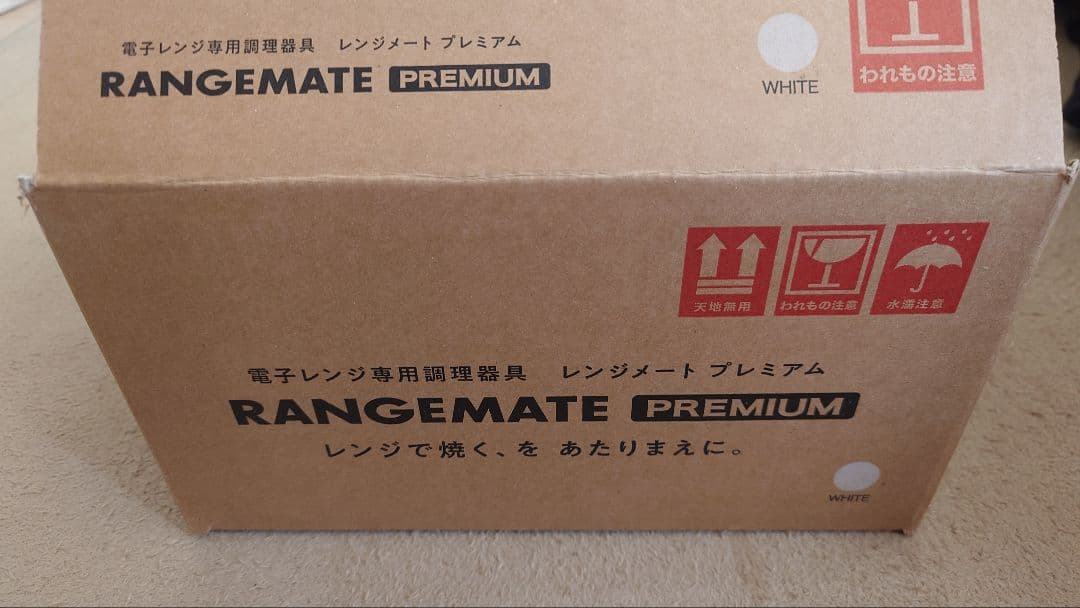 電子レンジ専用調理器具 レンジメート プレミアム
RANGEMATE PREMIUM
WHITE
われもの注意
天地無用
われもの注意
水濡注意
電子レンジ専用調理器具 レンジメート プレミアム
RANGEMATE PREMIUM
レンジで焼く、を あたりまえに。
WHITE